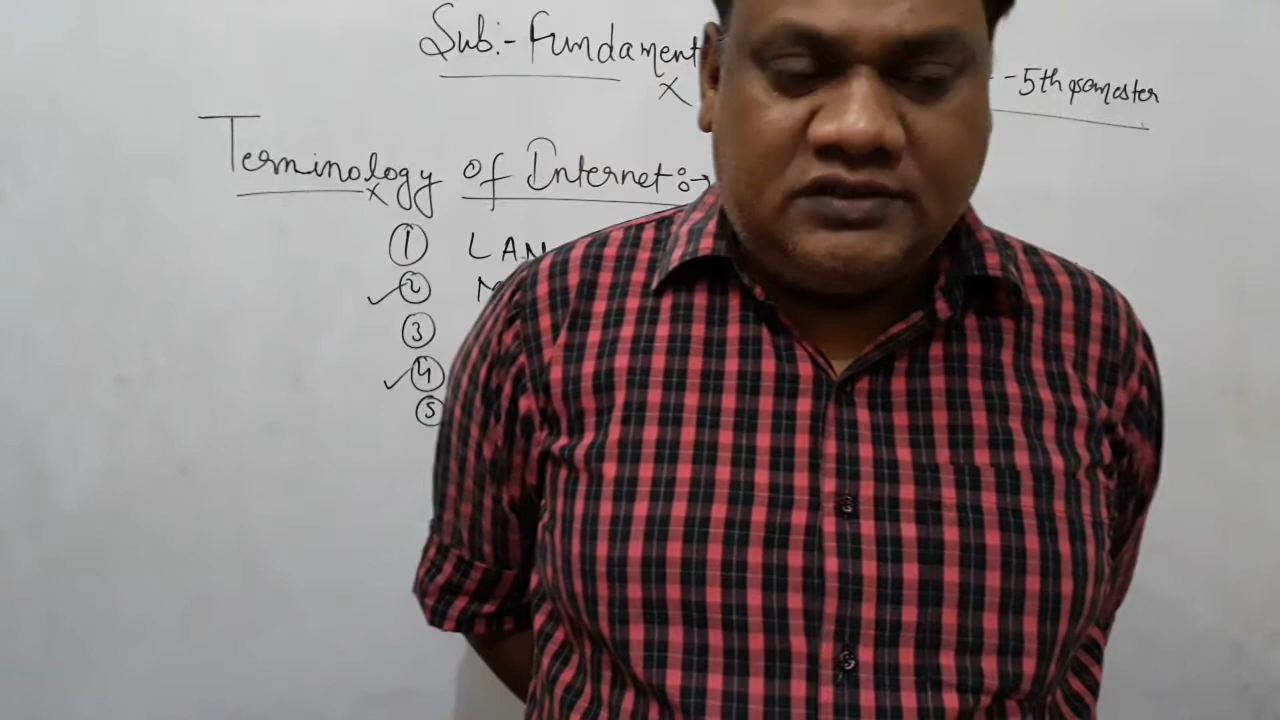 Sub:- Fundament -5th semester
Terminology of Internet:→
① LAN
② M
③
④
⑤